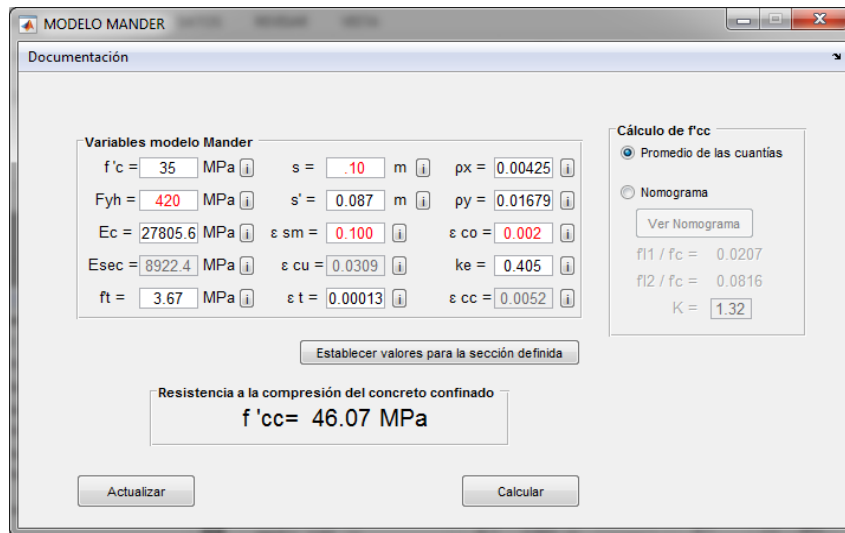 MODELO MANDER
Documentación
Variables modelo Mander
f 'c = 35 MPa i s = .10 m i ρx = 0.00425 i
Fyh = 420 MPa i s' = 0.087 m i ρy = 0.01679 i
Ec = 27805.6 MPa i ε sm = 0.100 i ε co = 0.002 i
Esec = 8922.4 MPa i ε cu = 0.0309 i ke = 0.405 i
ft = 3.67 MPa i ε t = 0.00013 i ε cc = 0.0052 i
Cálculo de f'cc
Promedio de las cuantías
Nomograma
Ver Nomograma
fl1 / fc = 0.0207
fl2 / fc = 0.0816
K = 1.32
Establecer valores para la sección definida
Resistencia a la compresión del concreto confinado
f 'cc= 46.07 MPa
Actualizar Calcular